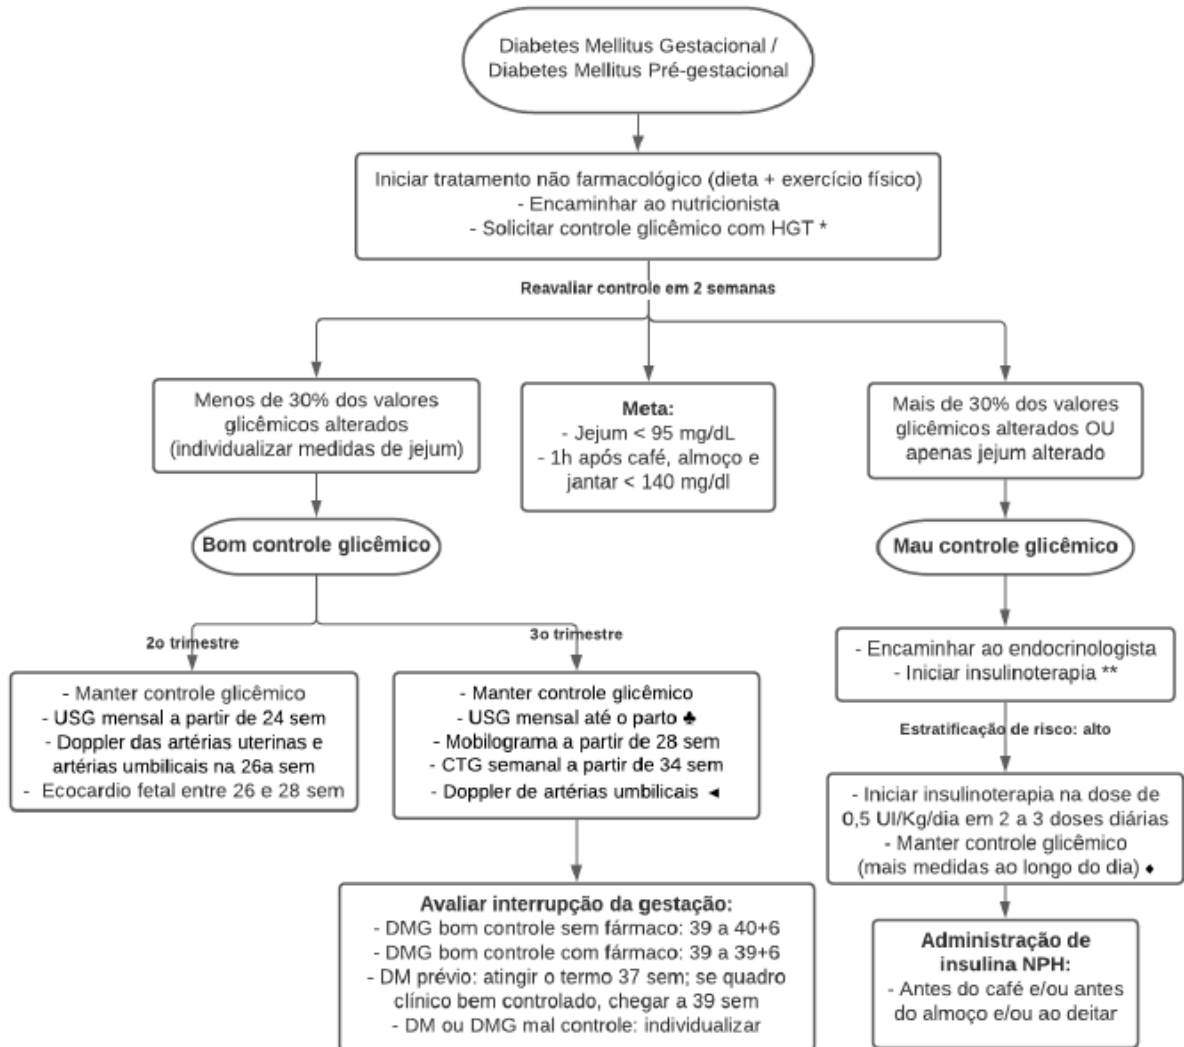 Diabetes Mellitus Gestacional /
Diabetes Mellitus Pré-gestacional
Iniciar tratamento não farmacológico (dieta + exercício físico)
- Encaminhar ao nutricionista
- Solicitar controle glicêmico com HGT *
Reavaliar controle em 2 semanas
Menos de 30% dos valores
glicêmicos alterados
(individualizar medidas de jejum)
Meta:
- Jejum < 95 mg/dL
- 1h após café, almoço e
jantar < 140 mg/dl
Mais de 30% dos valores
glicêmicos alterados OU
apenas jejum alterado
Bom controle glicêmico
Mau controle glicêmico
2o trimestre
3o trimestre
- Manter controle glicêmico
- USG mensal a partir de 24 sem
- Doppler das artérias uterinas e
artérias umbilicais na 26a sem
- Ecocardio fetal entre 26 e 28 sem
- Manter controle glicêmico
- USG mensal até o parto ♣
- Mobilograma a partir de 28 sem
- CTG semanal a partir de 34 sem
- Doppler de artérias umbilicais ◄
- Encaminhar ao endocrinologista
- Iniciar insulinoterapia **
Estratificação de risco: alto
- Iniciar insulinoterapia na dose de
0,5 UI/Kg/dia em 2 a 3 doses diárias
- Manter controle glicêmico
(mais medidas ao longo do dia) ♦
Avaliar interrupção da gestação:
- DMG bom controle sem fármaco: 39 a 40+6
- DMG bom controle com fármaco: 39 a 39+6
- DM prévio: atingir o termo 37 sem; se quadro
clínico bem controlado, chegar a 39 sem
- DM ou DMG mal controle: individualizar
Administração de
insulina NPH:
- Antes do café e/ou antes
do almoço e/ou ao deitar